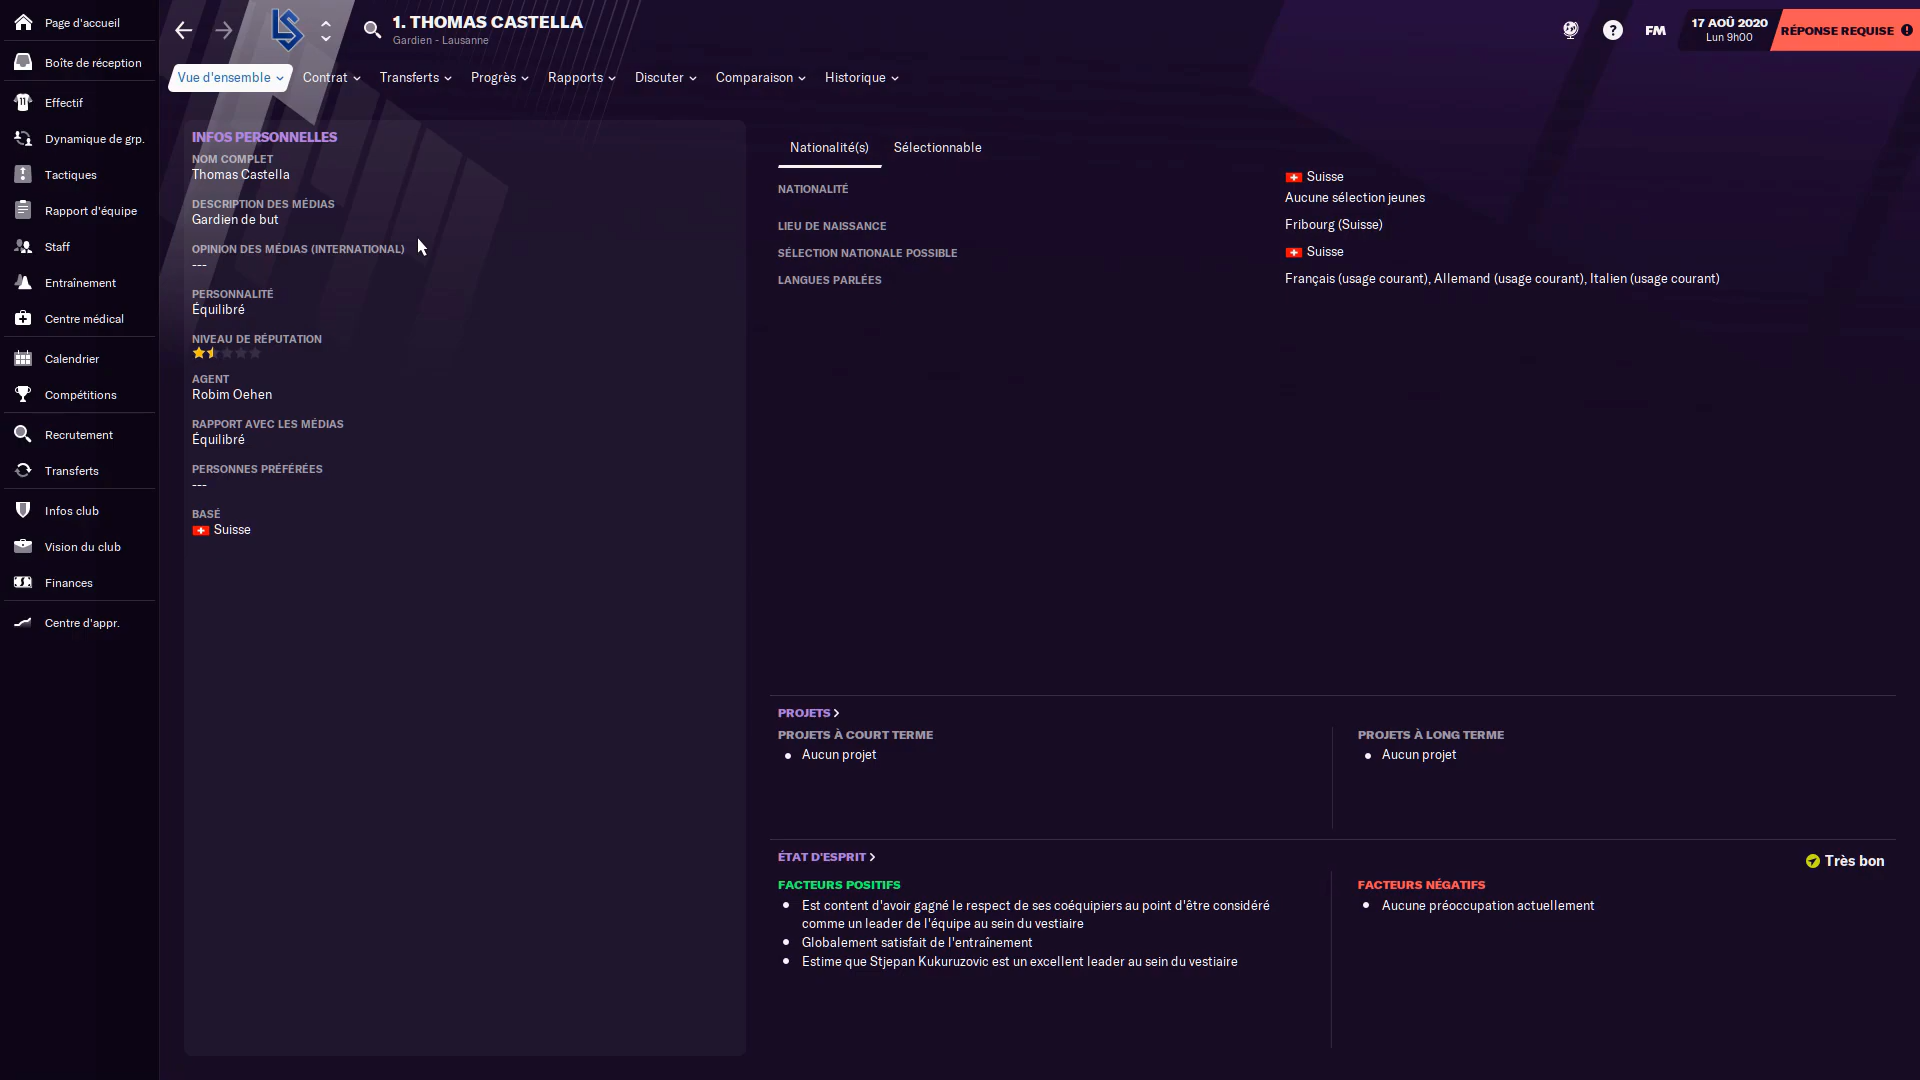 Page d'accueil
Boîte de réception
Effectif
Dynamique de grp.
Tactiques
Rapport d'équipe
Staff
Entraînement
Centre médical
Calendrier
Compétitions
Recrutement
Transferts
Infos club
Vision du club
Finances
Centre d'appr.
1. THOMAS CASTELLA
Gardien - Lausanne
FM
17 AOÛ 2020
Lun 9h00
RÉPONSE REQUISE
Vue d'ensemble
Contrat
Transferts
Progrès
Rapports
Discuter
Comparaison
Historique
INFOS PERSONNELLES
NOM COMPLET
Thomas Castella
DESCRIPTION DES MÉDIAS
Gardien de but
OPINION DES MÉDIAS (INTERNATIONAL)
---
PERSONNALITÉ
Équilibré
NIVEAU DE RÉPUTATION
AGENT
Robim Oehen
RAPPORT AVEC LES MÉDIAS
Équilibré
PERSONNES PRÉFÉRÉES
---
BASÉ
Suisse
Nationalité(s)
Sélectionnable
NATIONALITÉ
Suisse
Aucune sélection jeunes
LIEU DE NAISSANCE
Fribourg (Suisse)
SÉLECTION NATIONALE POSSIBLE
Suisse
LANGUES PARLÉES
Français (usage courant), Allemand (usage courant), Italien (usage courant)
PROJETS
PROJETS À COURT TERME
Aucun projet
PROJETS À LONG TERME
Aucun projet
ÉTAT D'ESPRIT
Très bon
FACTEURS POSITIFS
Est content d'avoir gagné le respect de ses coéquipiers au point d'être considéré
comme un leader de l'équipe au sein du vestiaire
Globalement satisfait de l'entraînement
Estime que Stjepan Kukuruzovic est un excellent leader au sein du vestiaire
FACTEURS NÉGATIFS
Aucune préoccupation actuellement